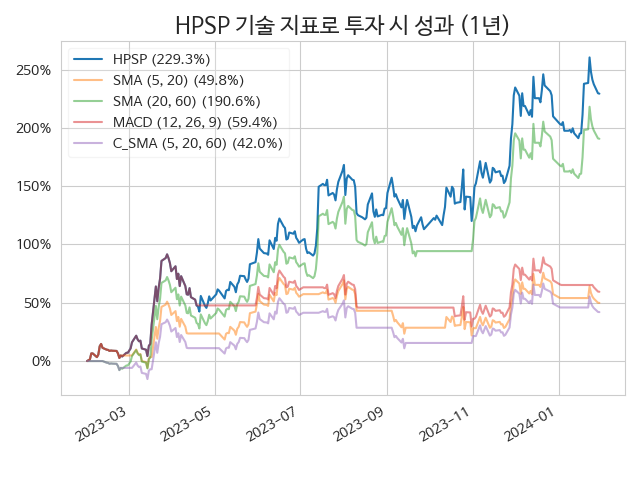 HPSP 기술 지표로 투자 시 성과 (1년)
HPSP (229.3%)
SMA (5, 20) (49.8%)
SMA (20, 60) (190.6%)
MACD (12, 26, 9) (59.4%)
C_SMA (5, 20, 60) (42.0%)
250%
200%
150%
100%
50%
0%
2023-03
2023-05
2023-07
2023-09
2023-11
2024-01